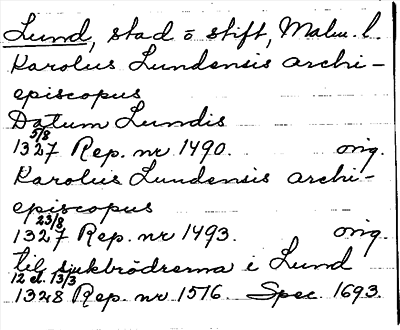 Lund, stad o stift, Malm. l.
Karolus Lundensis archi-
episcopus
Datum Lundis
5/8
1327 Rep. nr 1490. orig.
Karolus Lundensis archi-
episcopus
23/8
1327 Rep. nr 1493. orig.
til siukbrödrema i Lund
12 el. 13/3
1328 Rep. nr 1516. Spec. 1693.